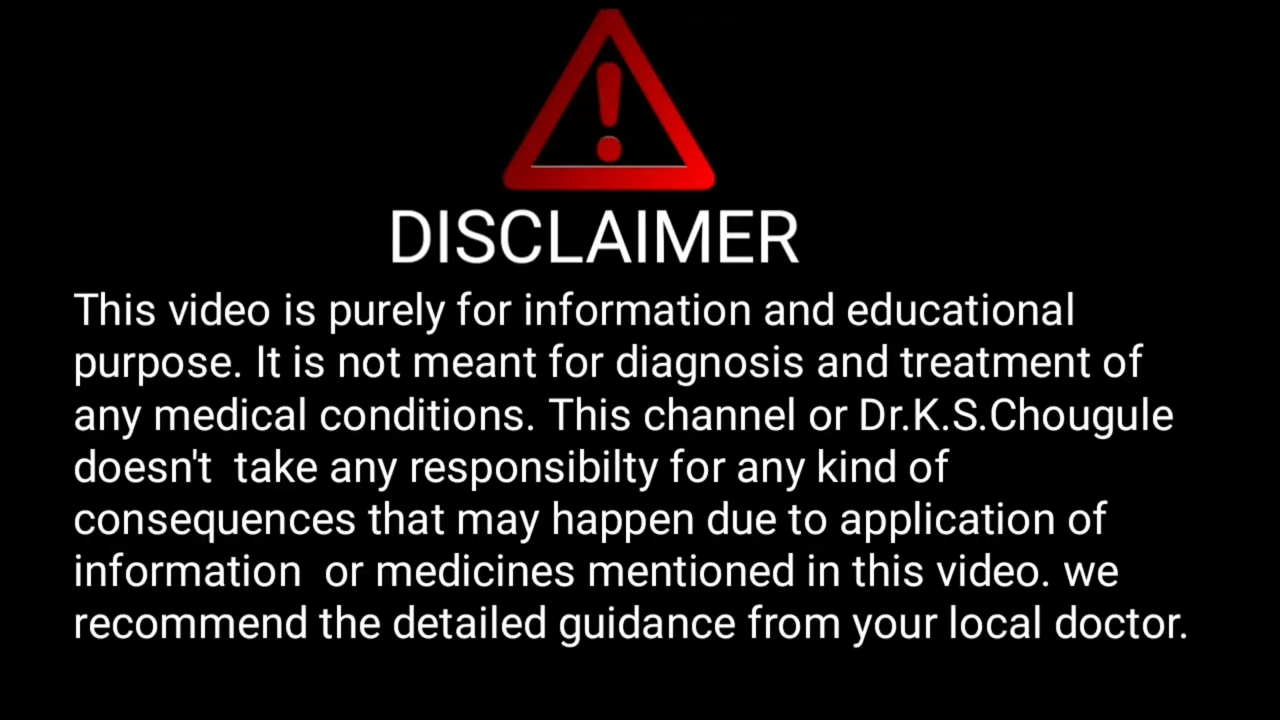 DISCLAIMER
This video is purely for information and educational
purpose. It is not meant for diagnosis and treatment of
any medical conditions. This channel or Dr.K.S.Chougule
doesn't  take any responsibilty for any kind of
consequences that may happen due to application of
information  or medicines mentioned in this video. we
recommend the detailed guidance from your local doctor.